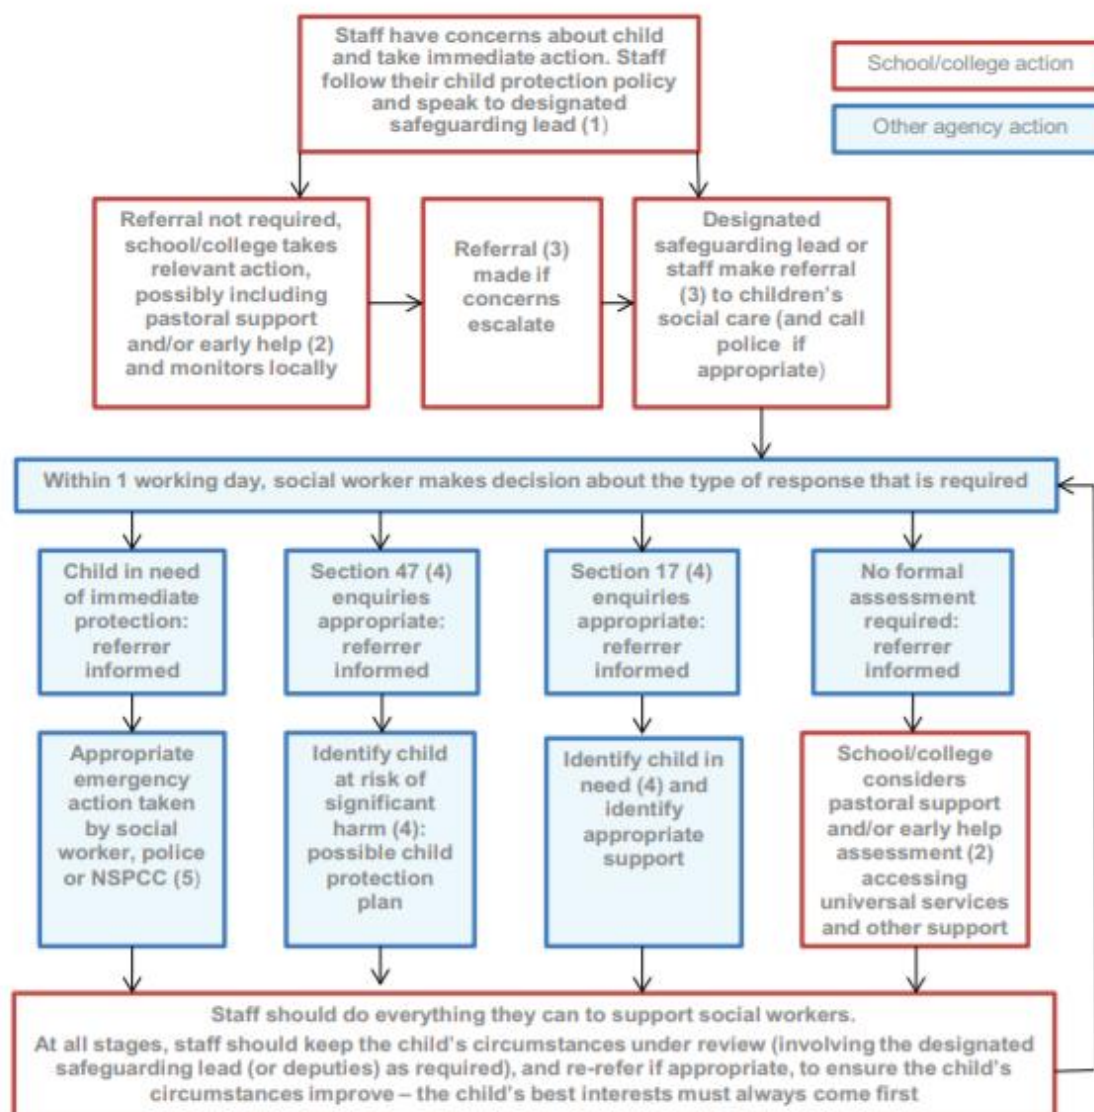 Staff have concerns about child
and take immediate action. Staff
follow their child protection policy
and speak to designated
safeguarding lead (1)
School/college action
Other agency action
Referral not required,
school/college takes
relevant action,
possibly including
pastoral support
and/or early help (2)
and monitors locally
Referral (3)
made if
concerns
escalate
Designated
safeguarding lead or
staff make referral
(3) to children's
social care (and call
police if
appropriate)
Within 1 working day, social worker makes decision about the type of response that is required
Child in need
of immediate
protection:
referrer
informed
Section 47 (4)
enquiries
appropriate:
referrer
informed
Section 17 (4)
enquiries
appropriate:
referrer
informed
No formal
assessment
required:
referrer
informed
Appropriate
emergency
action taken
by social
worker, police
or NSPCC (5)
Identify child
at risk of
significant
harm (4):
possible child
protection
plan
Identify child in
need (4) and
identify
appropriate
support
School/college
considers
pastoral support
and/or early help
assessment (2)
accessing
universal services
and other support
Staff should do everything they can to support social workers.
At all stages, staff should keep the child's circumstances under review (involving the designated
safeguarding lead (or deputies) as required), and re-refer if appropriate, to ensure the child's
circumstances improve – the child's best interests must always come first